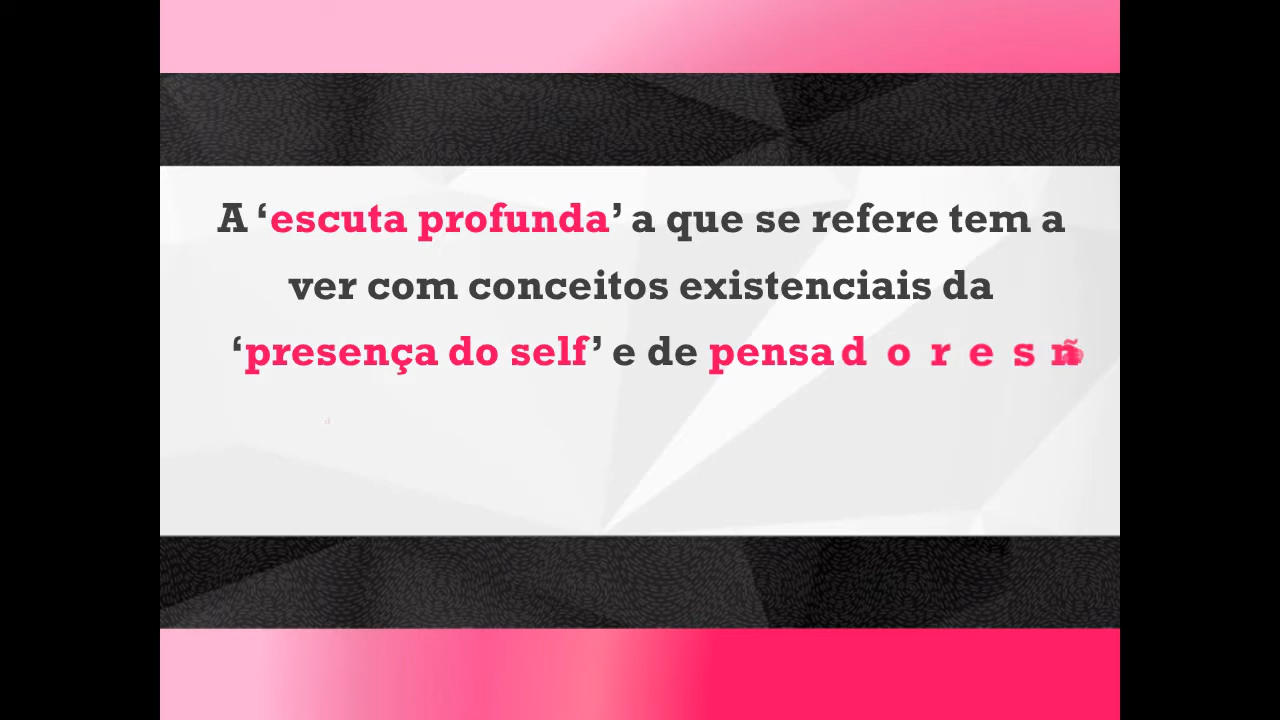 A ‘escuta profunda’ a que se refere tem a
ver com conceitos existenciais da
‘presença do self’ e de pensadores